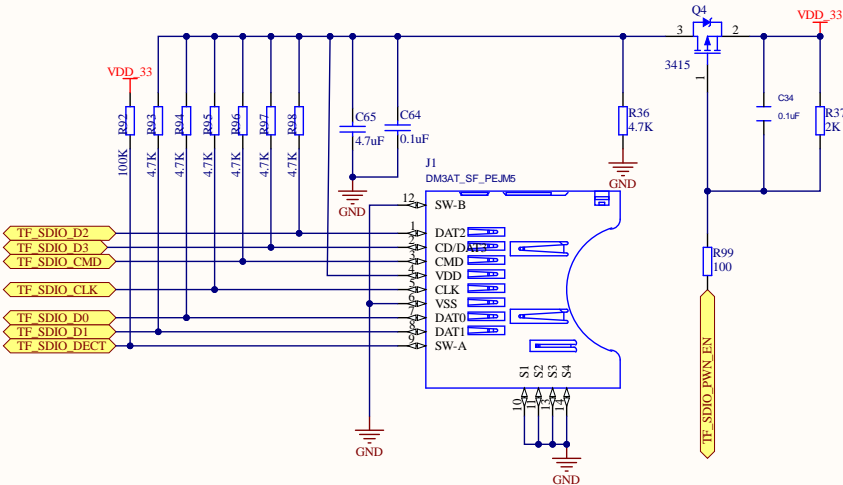 Q4
VDD_33
3
2
3415
1
VDD_33
R92
R93
R94
R95
R96
R97
R98
100K
4.7K
4.7K
4.7K
4.7K
4.7K
4.7K
C65
4.7uF
C64
0.1uF
R36
4.7K
C34
0.1uF
R37
2K
GND
GND
J1
DM3AT_SF_PEJM5
12
SW-B
TF_SDIO_D2
1
DAT2
TF_SDIO_D3
2
CD/DAT3
TF_SDIO_CMD
3
CMD
4
VDD
TF_SDIO_CLK
5
CLK
6
VSS
TF_SDIO_D0
7
DAT0
TF_SDIO_D1
8
DAT1
TF_SDIO_DECT
9
SW-A
S1
S2
S3
S4
10
11
13
14
GND
GND
R99
100
TF_SDIO_PWN_EN